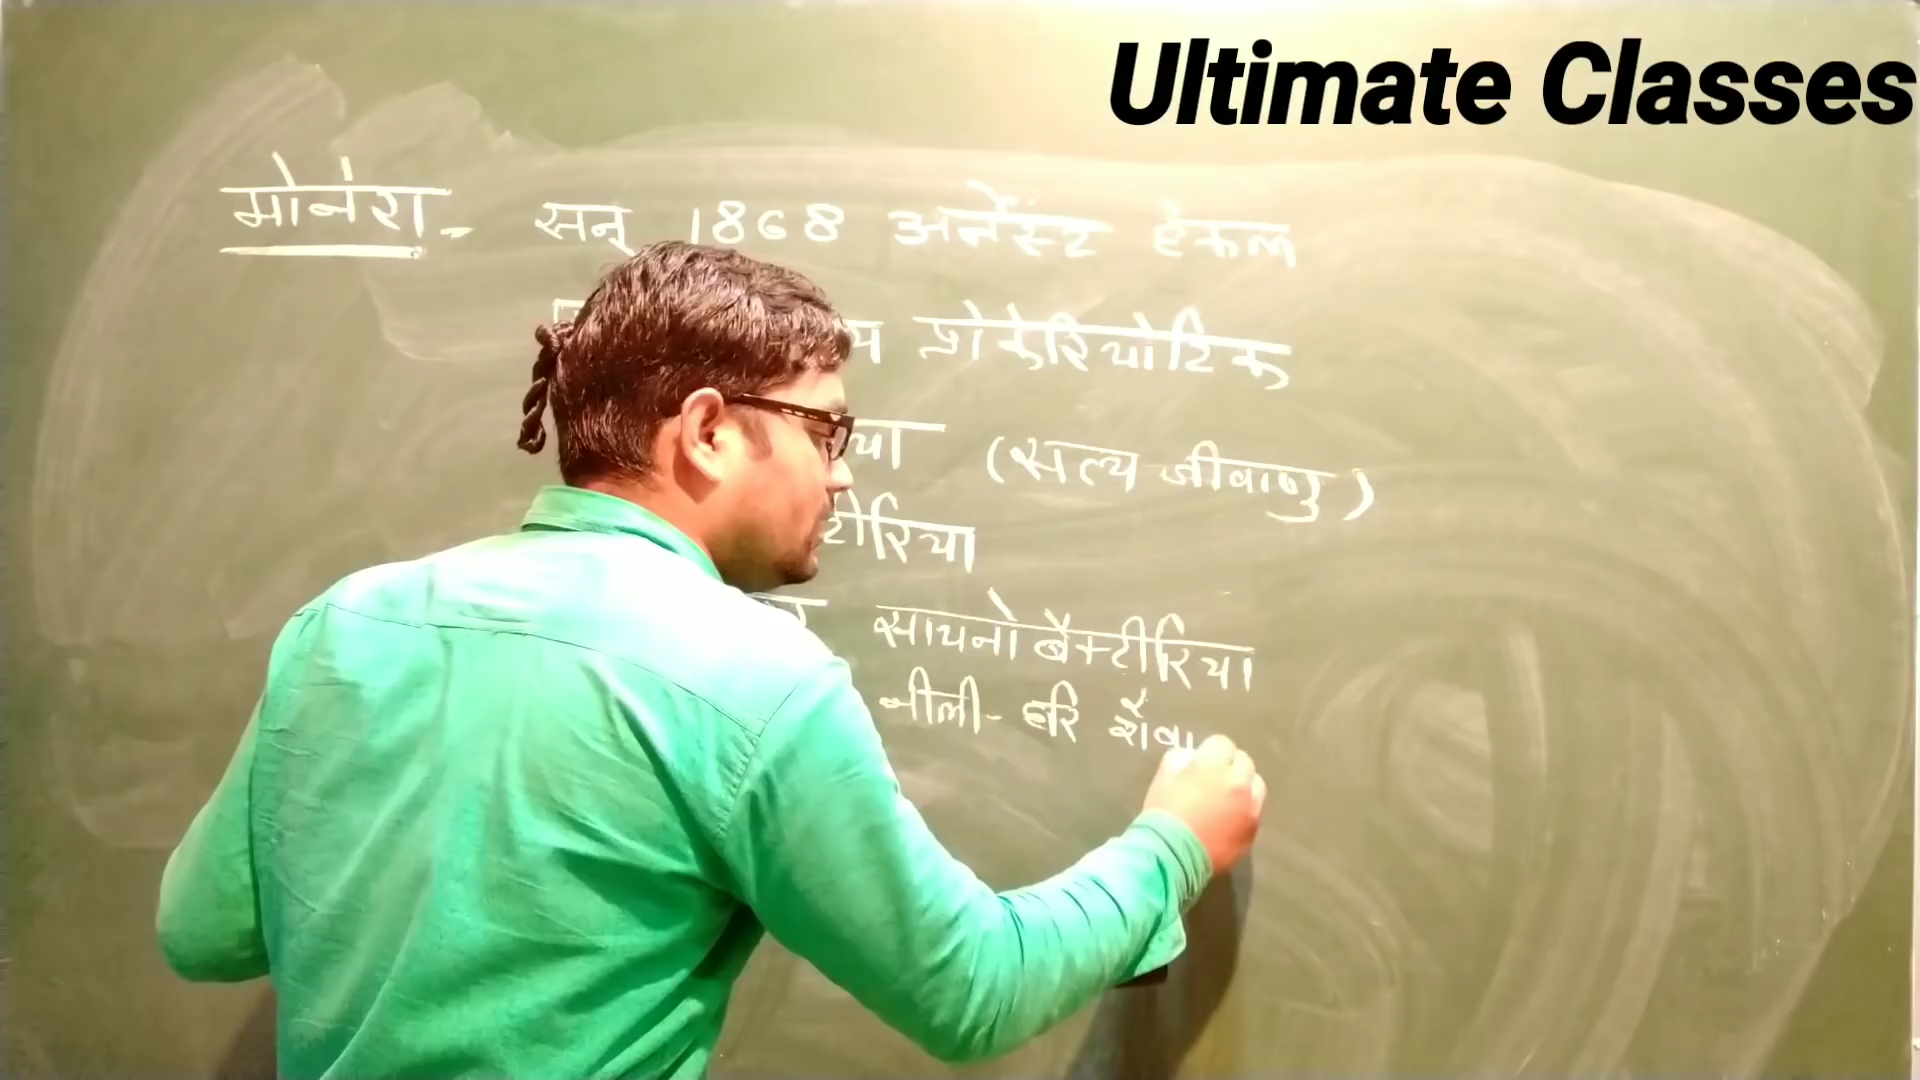 Ultimate Classes
मोनेरा - सन् 1868 अर्नेस्ट हेकल
प्रोकेरियोटिक
(सत्य जीवाणु)
सायनोबैक्टीरिया
नीली-हरि शैवा